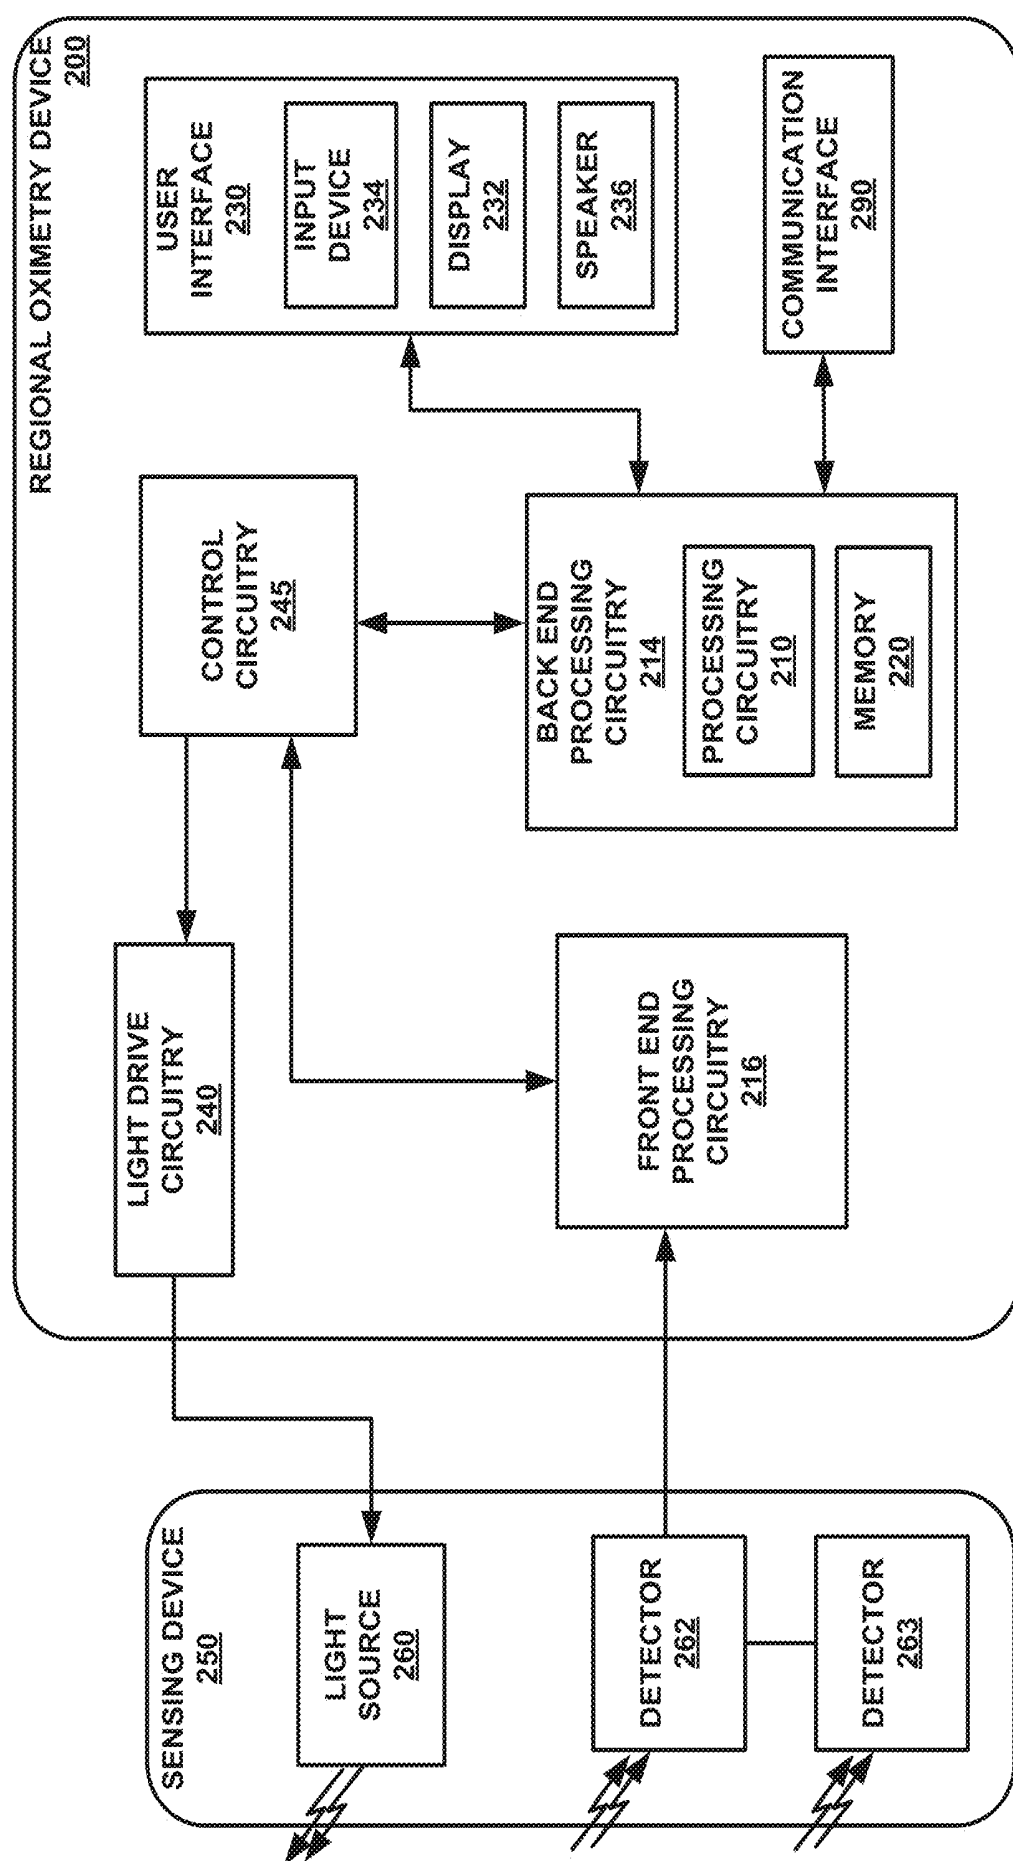 REGIONAL OXIMETRY DEVICE
200
SENSING DEVICE
250
LIGHT
SOURCE
260
DETECTOR
262
DETECTOR
263
LIGHT DRIVE
CIRCUITRY
240
FRONT END
PROCESSING
CIRCUITRY
216
CONTROL
CIRCUITRY
245
BACK END
PROCESSING
CIRCUITRY
214
PROCESSING
CIRCUITRY
210
MEMORY
220
USER
INTERFACE
230
INPUT
DEVICE
234
DISPLAY
232
SPEAKER
236
COMMUNICATION
INTERFACE
290